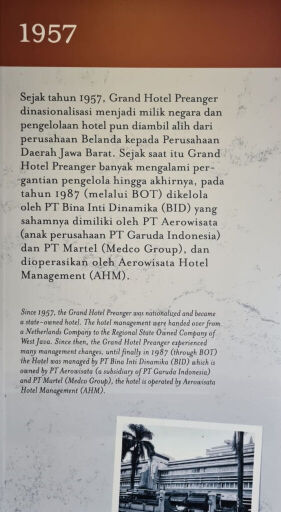 1957
Sejak tahun 1957, Grand Hotel Preanger
dinasionalisasi menjadi milik negara dan
pengelolaan hotel pun diambil alih dari
perusahaan Belanda kepada Perusahaan
Daerah Jawa Barat. Sejak saat itu Grand
Hotel Preanger banyak mengalami per-
gantian pengelola hingga akhirnya, pada
tahun 1987 (melalui BOT) dikelola
oleh PT Bina Inti Dinamika (BID) yang
sahamnya dimiliki oleh PT Aerowisata
(anak perusahaan PT Garuda Indonesia)
dan PT Martel (Medco Group), dan
dioperasikan oleh Aerowisata Hotel
Management (AHM).
Since 1957, the Grand Hotel Preanger was nationalized and became
a state-owned hotel. The hotel management were handed over from
a Netherlands Company to the Regional State Owned Company of
West Java. Since then, the Grand Hotel Preanger experienced
many management changes, until finally in 1987 (through BOT)
the Hotel was managed by PT Bina Inti Dinamika (BID) which is
owned by PT Aerowisata (a subsidiary of PT Garuda Indonesia)
and PT Martel (Medco Group), the hotel is operated by Aerowisata
Hotel Management (AHM).